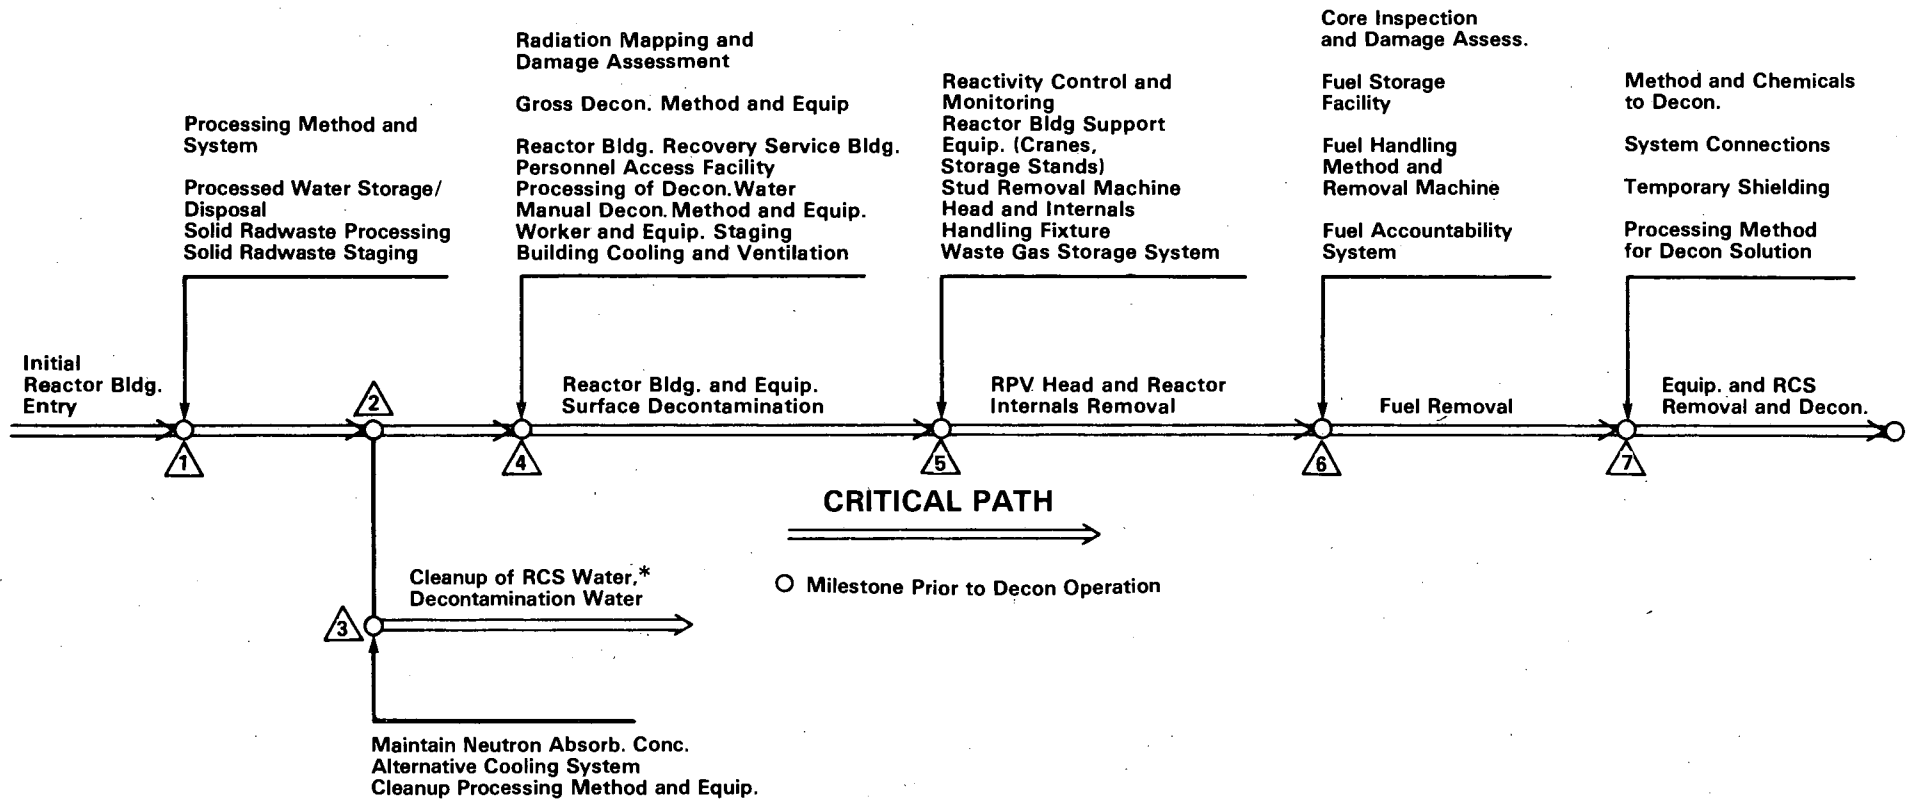 Processing Method and
System
Processed Water Storage/
Disposal
Solid Radwaste Processing
Solid Radwaste Staging
Radiation Mapping and
Damage Assessment
Gross Decon. Method and Equip
Reactor Bldg. Recovery Service Bldg.
Personnel Access Facility
Processing of Decon. Water
Manual Decon. Method and Equip.
Worker and Equip. Staging
Building Cooling and Ventilation
Reactivity Control and
Monitoring
Reactor Bldg Support
Equip. (Cranes,
Storage Stands)
Stud Removal Machine
Head and Internals
Handling Fixture
Waste Gas Storage System
Core Inspection
and Damage Assess.
Fuel Storage
Facility
Fuel Handling
Method and
Removal Machine
Fuel Accountability
System
Method and Chemicals
to Decon.
System Connections
Temporary Shielding
Processing Method
for Decon Solution
Initial
Reactor Bldg.
Entry
Reactor Bldg. and Equip.
Surface Decontamination
RPV Head and Reactor
Internals Removal
Fuel Removal
Equip. and RCS
Removal and Decon.
1
2
4
5
6
7
CRITICAL PATH
Milestone Prior to Decon Operation
Cleanup of RCS Water,*
Decontamination Water
3
Maintain Neutron Absorb. Conc.
Alternative Cooling System
Cleanup Processing Method and Equip.